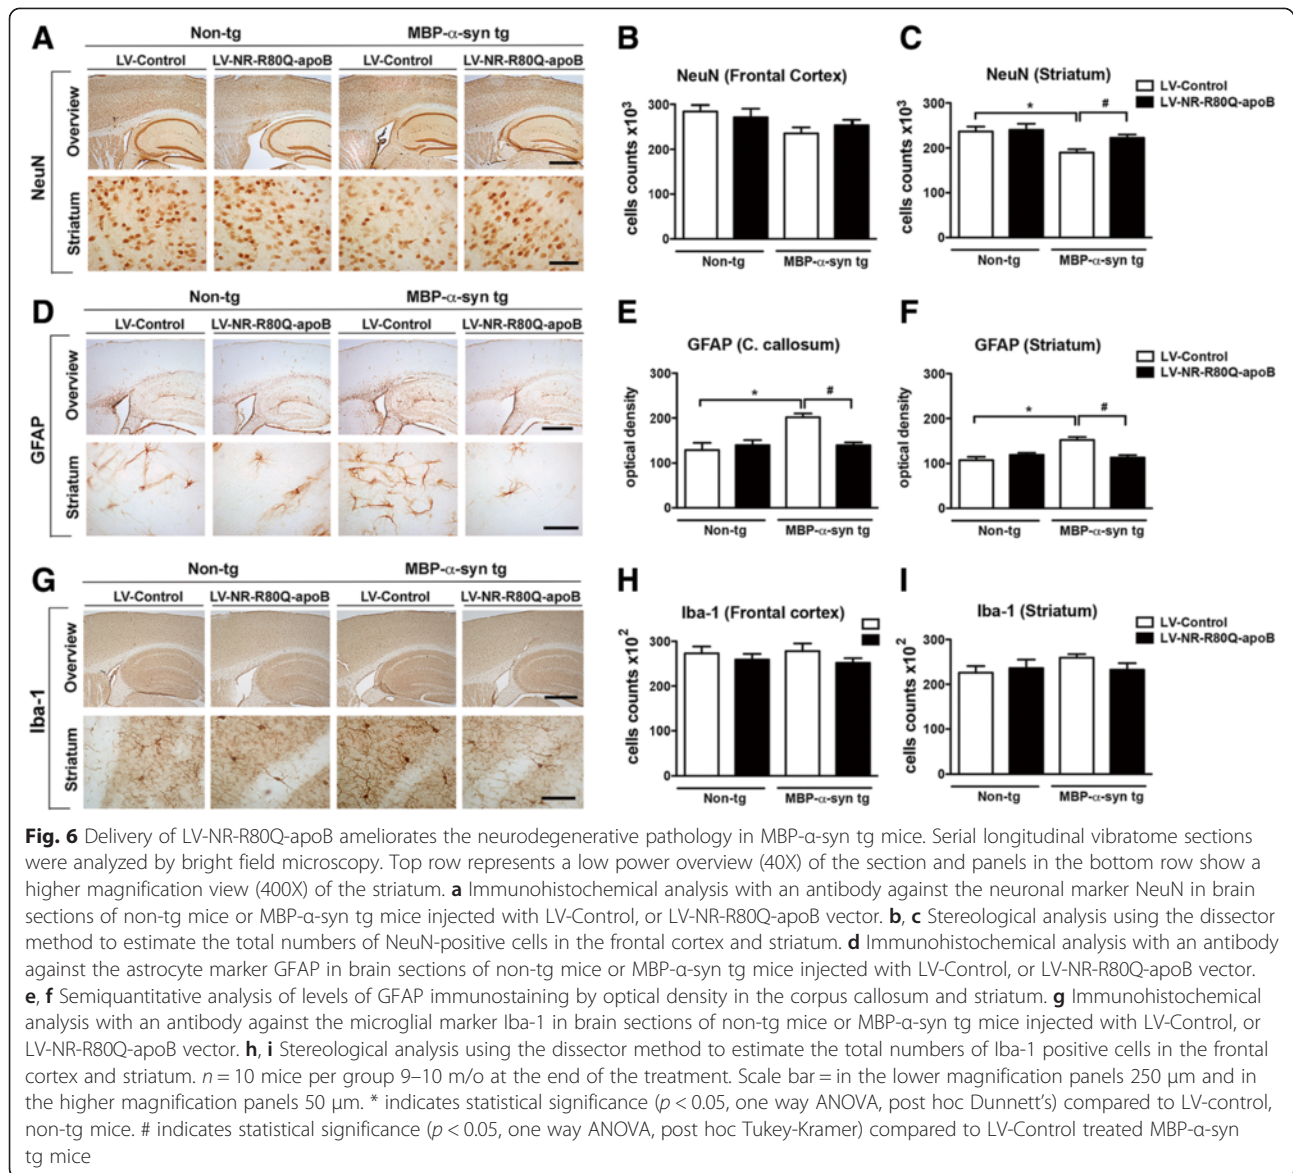 A
Non-tg
MBP-α-syn tg
LV-Control
LV-NR-R80Q-apoB
LV-Control
LV-NR-R80Q-apoB
NeuN
Overview
Striatum
B
NeuN (Frontal Cortex)
cells counts x10³
300
200
100
0
Non-tg
MBP-α-syn tg
C
NeuN (Striatum)
LV-Control
LV-NR-R80Q-apoB
cells counts x10³
300
200
100
0
*
#
Non-tg
MBP-α-syn tg
D
Non-tg
MBP-α-syn tg
LV-Control
LV-NR-R80Q-apoB
LV-Control
LV-NR-R80Q-apoB
GFAP
Overview
Striatum
E
GFAP (C. callosum)
optical density
300
200
100
0
*
#
Non-tg
MBP-α-syn tg
F
GFAP (Striatum)
LV-Control
LV-NR-R80Q-apoB
optical density
300
200
100
0
*
#
Non-tg
MBP-α-syn tg
G
Non-tg
MBP-α-syn tg
LV-Control
LV-NR-R80Q-apoB
LV-Control
LV-NR-R80Q-apoB
Iba-1
Overview
Striatum
H
Iba-1 (Frontal cortex)
cells counts x10²
300
200
100
0
Non-tg
MBP-α-syn tg
I
Iba-1 (Striatum)
LV-Control
LV-NR-R80Q-apoB
cells counts x10²
300
200
100
0
Non-tg
MBP-α-syn tg
Fig. 6 Delivery of LV-NR-R80Q-apoB ameliorates the neurodegenerative pathology in MBP-α-syn tg mice. Serial longitudinal vibratome sections
were analyzed by bright field microscopy. Top row represents a low power overview (40X) of the section and panels in the bottom row show a
higher magnification view (400X) of the striatum. a Immunohistochemical analysis with an antibody against the neuronal marker NeuN in brain
sections of non-tg mice or MBP-α-syn tg mice injected with LV-Control, or LV-NR-R80Q-apoB vector. b, c Stereological analysis using the dissector
method to estimate the total numbers of NeuN-positive cells in the frontal cortex and striatum. d Immunohistochemical analysis with an antibody
against the astrocyte marker GFAP in brain sections of non-tg mice or MBP-α-syn tg mice injected with LV-Control, or LV-NR-R80Q-apoB vector.
e, f Semiquantitative analysis of levels of GFAP immunostaining by optical density in the corpus callosum and striatum. g Immunohistochemical
analysis with an antibody against the microglial marker Iba-1 in brain sections of non-tg mice or MBP-α-syn tg mice injected with LV-Control, or
LV-NR-R80Q-apoB vector. h, i Stereological analysis using the dissector method to estimate the total numbers of Iba-1 positive cells in the frontal
cortex and striatum. n = 10 mice per group 9–10 m/o at the end of the treatment. Scale bar = in the lower magnification panels 250 μm and in
the higher magnification panels 50 μm. * indicates statistical significance (p < 0.05, one way ANOVA, post hoc Dunnett's) compared to LV-control,
non-tg mice. # indicates statistical significance (p < 0.05, one way ANOVA, post hoc Tukey-Kramer) compared to LV-Control treated MBP-α-syn
tg mice